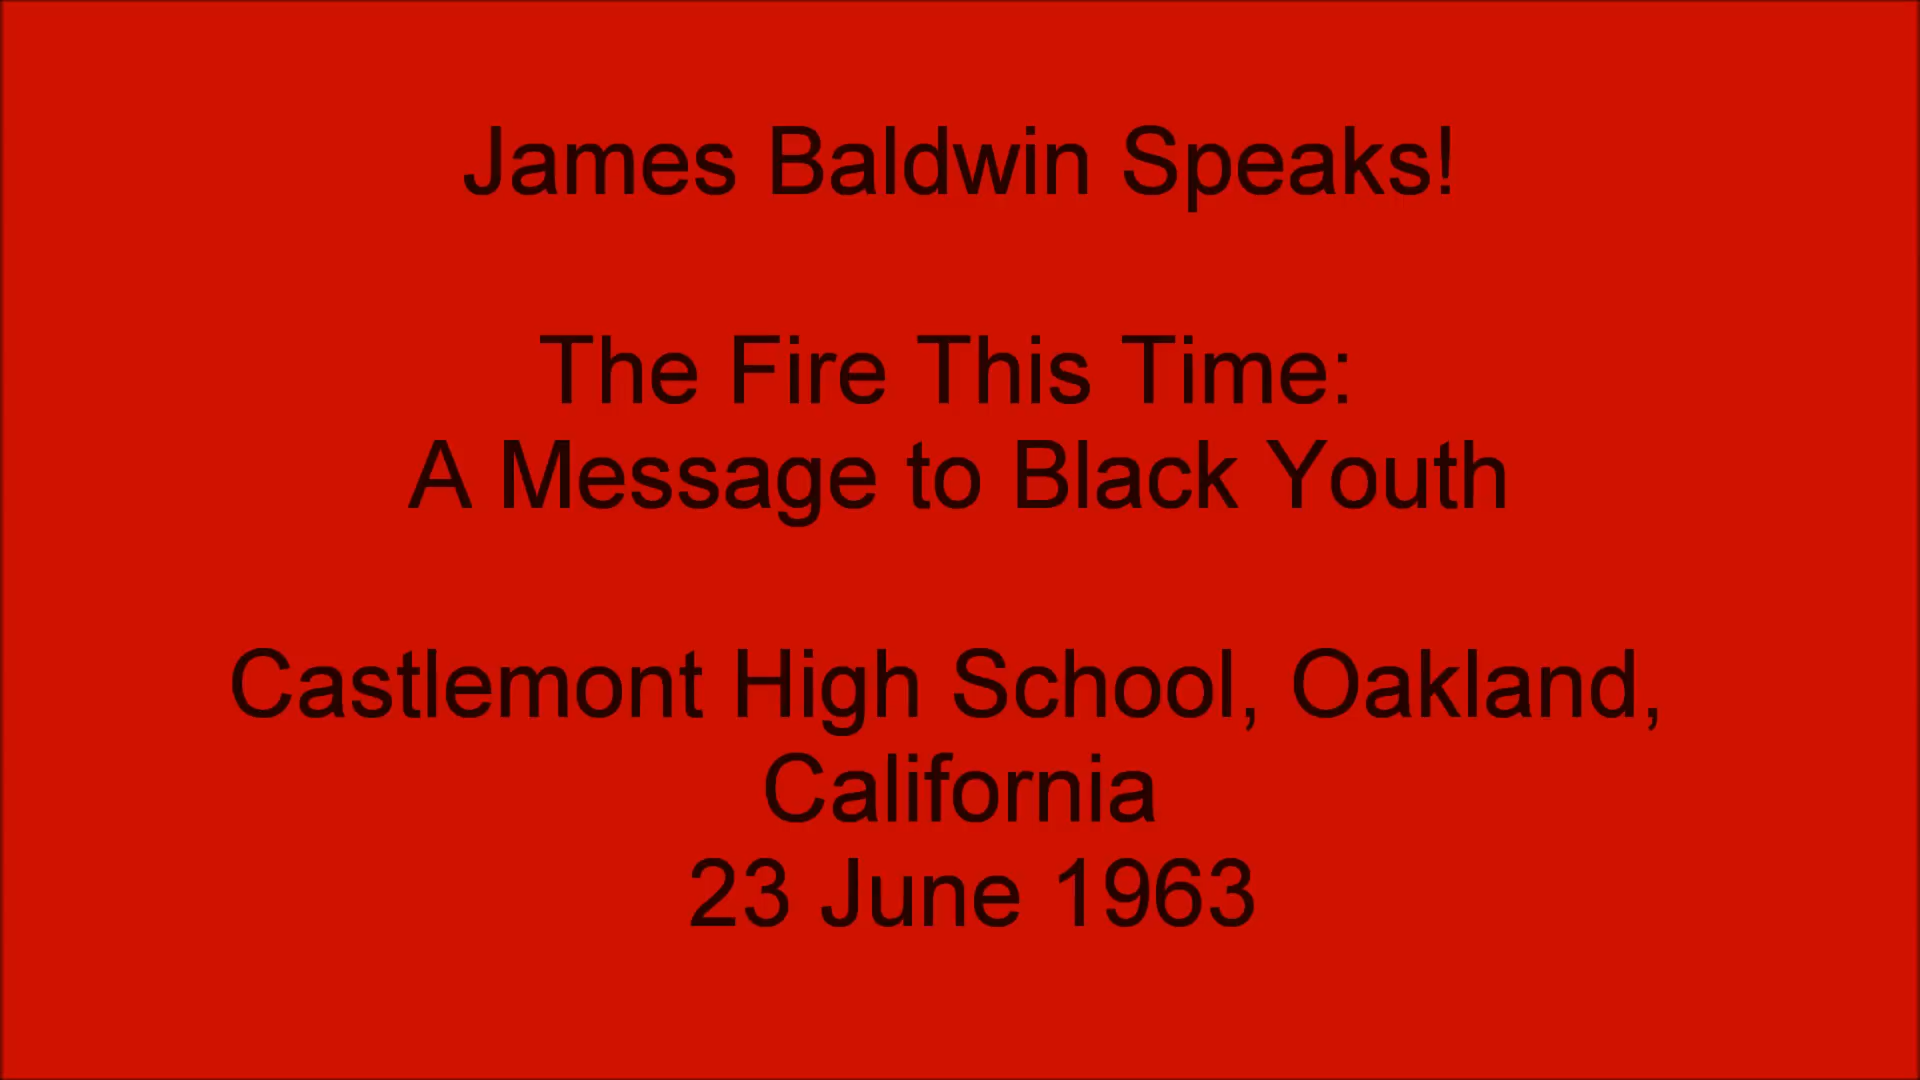 James Baldwin Speaks!
The Fire This Time:
A Message to Black Youth
Castlemont High School, Oakland,
California
23 June 1963